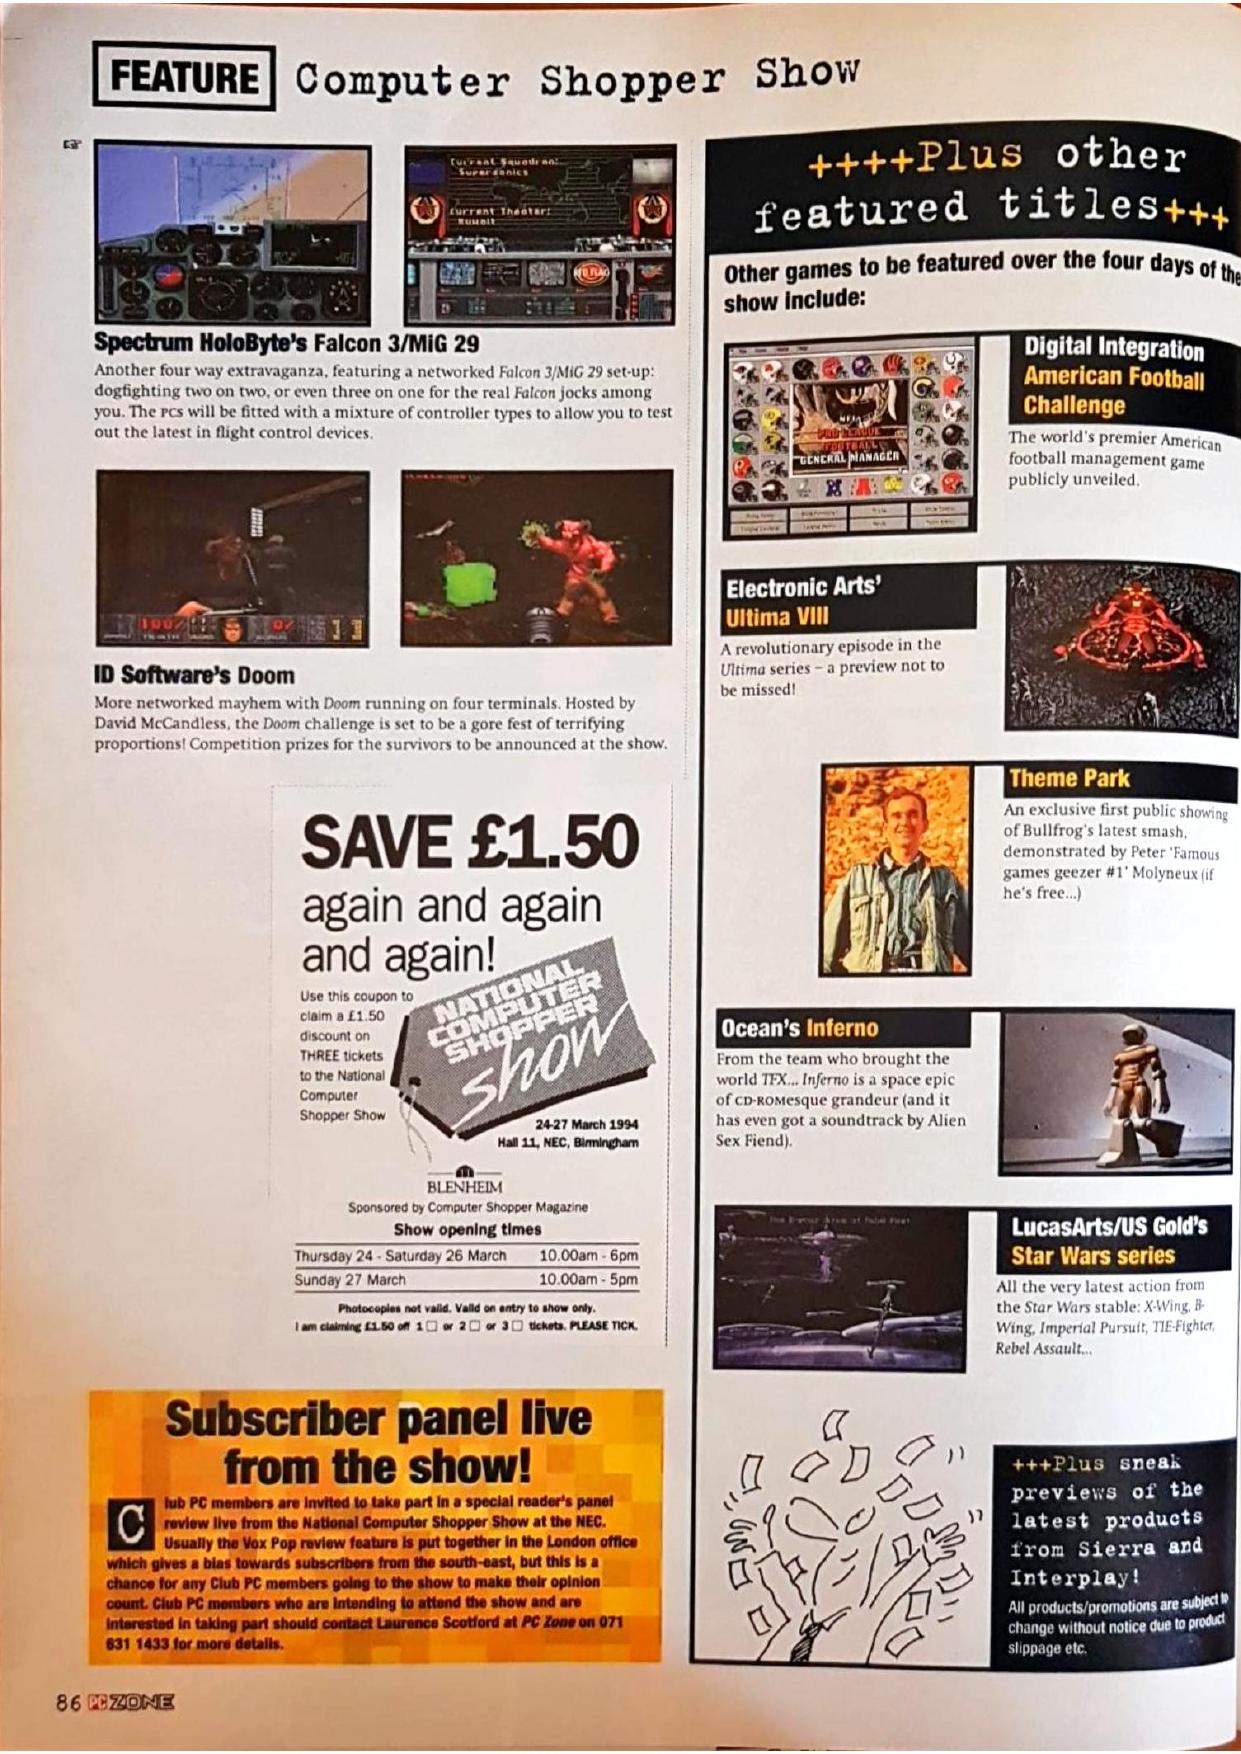 FEATURE Computer Shopper Show
Current Squadron:
Supersonics
Current Theater:
Kuwait
RED FLAG
Spectrum HoloByte's Falcon 3/MiG 29
Another four way extravaganza, featuring a networked Falcon 3/MiG 29 set-up:
dogfighting two on two, or even three on one for the real Falcon jocks among
you. The PCs will be fitted with a mixture of controller types to allow you to test
out the latest in flight control devices.
100% 0%
ID Software's Doom
More networked mayhem with Doom running on four terminals. Hosted by
David McCandless, the Doom challenge is set to be a gore fest of terrifying
proportions! Competition prizes for the survivors to be announced at the show.
SAVE £1.50
again and again
and again!
Use this coupon to
claim a £1.50
discount on
THREE tickets
to the National
Computer
Shopper Show
NATIONAL
COMPUTER
SHOPPER
Show
24-27 March 1994
Hall 11, NEC, Birmingham
BLENHEIM
Sponsored by Computer Shopper Magazine
Show opening times
Thursday 24 - Saturday 26 March 10.00am - 6pm
Sunday 27 March 10.00am - 5pm
Photocopies not valid. Valid on entry to show only.
I am claiming £1.50 off 1 □ or 2 □ or 3 □ tickets. PLEASE TICK.
Subscriber panel live
from the show!
Club PC members are invited to take part in a special reader's panel
review live from the National Computer Shopper Show at the NEC.
Usually the Vox Pop review feature is put together in the London office
which gives a bias towards subscribers from the south-east, but this is a
chance for any Club PC members going to the show to make their opinion
count. Club PC members who are intending to attend the show and are
interested in taking part should contact Laurence Scotford at PC Zone on 071
631 1433 for more details.
++++Plus other
featured titles+++
Other games to be featured over the four days of the
show include:
PRO LEAGUE
FOOTBALL
GENERAL MANAGER
Digital Integration
American Football
Challenge
The world's premier American
football management game
publicly unveiled.
Electronic Arts'
Ultima VIII
A revolutionary episode in the
Ultima series – a preview not to
be missed!
Theme Park
An exclusive first public showing
of Bullfrog's latest smash,
demonstrated by Peter 'Famous
games geezer #1' Molyneux (if
he's free...)
Ocean's Inferno
From the team who brought the
world TFX... Inferno is a space epic
of CD-ROMesque grandeur (and it
has even got a soundtrack by Alien
Sex Fiend).
LucasArts/US Gold's
Star Wars series
All the very latest action from
the Star Wars stable: X-Wing, B-
Wing, Imperial Pursuit, TIE-Fighter,
Rebel Assault...
+++Plus sneak
previews of the
latest products
from Sierra and
Interplay!
All products/promotions are subject to
change without notice due to product
slippage etc.
86 PC ZONE